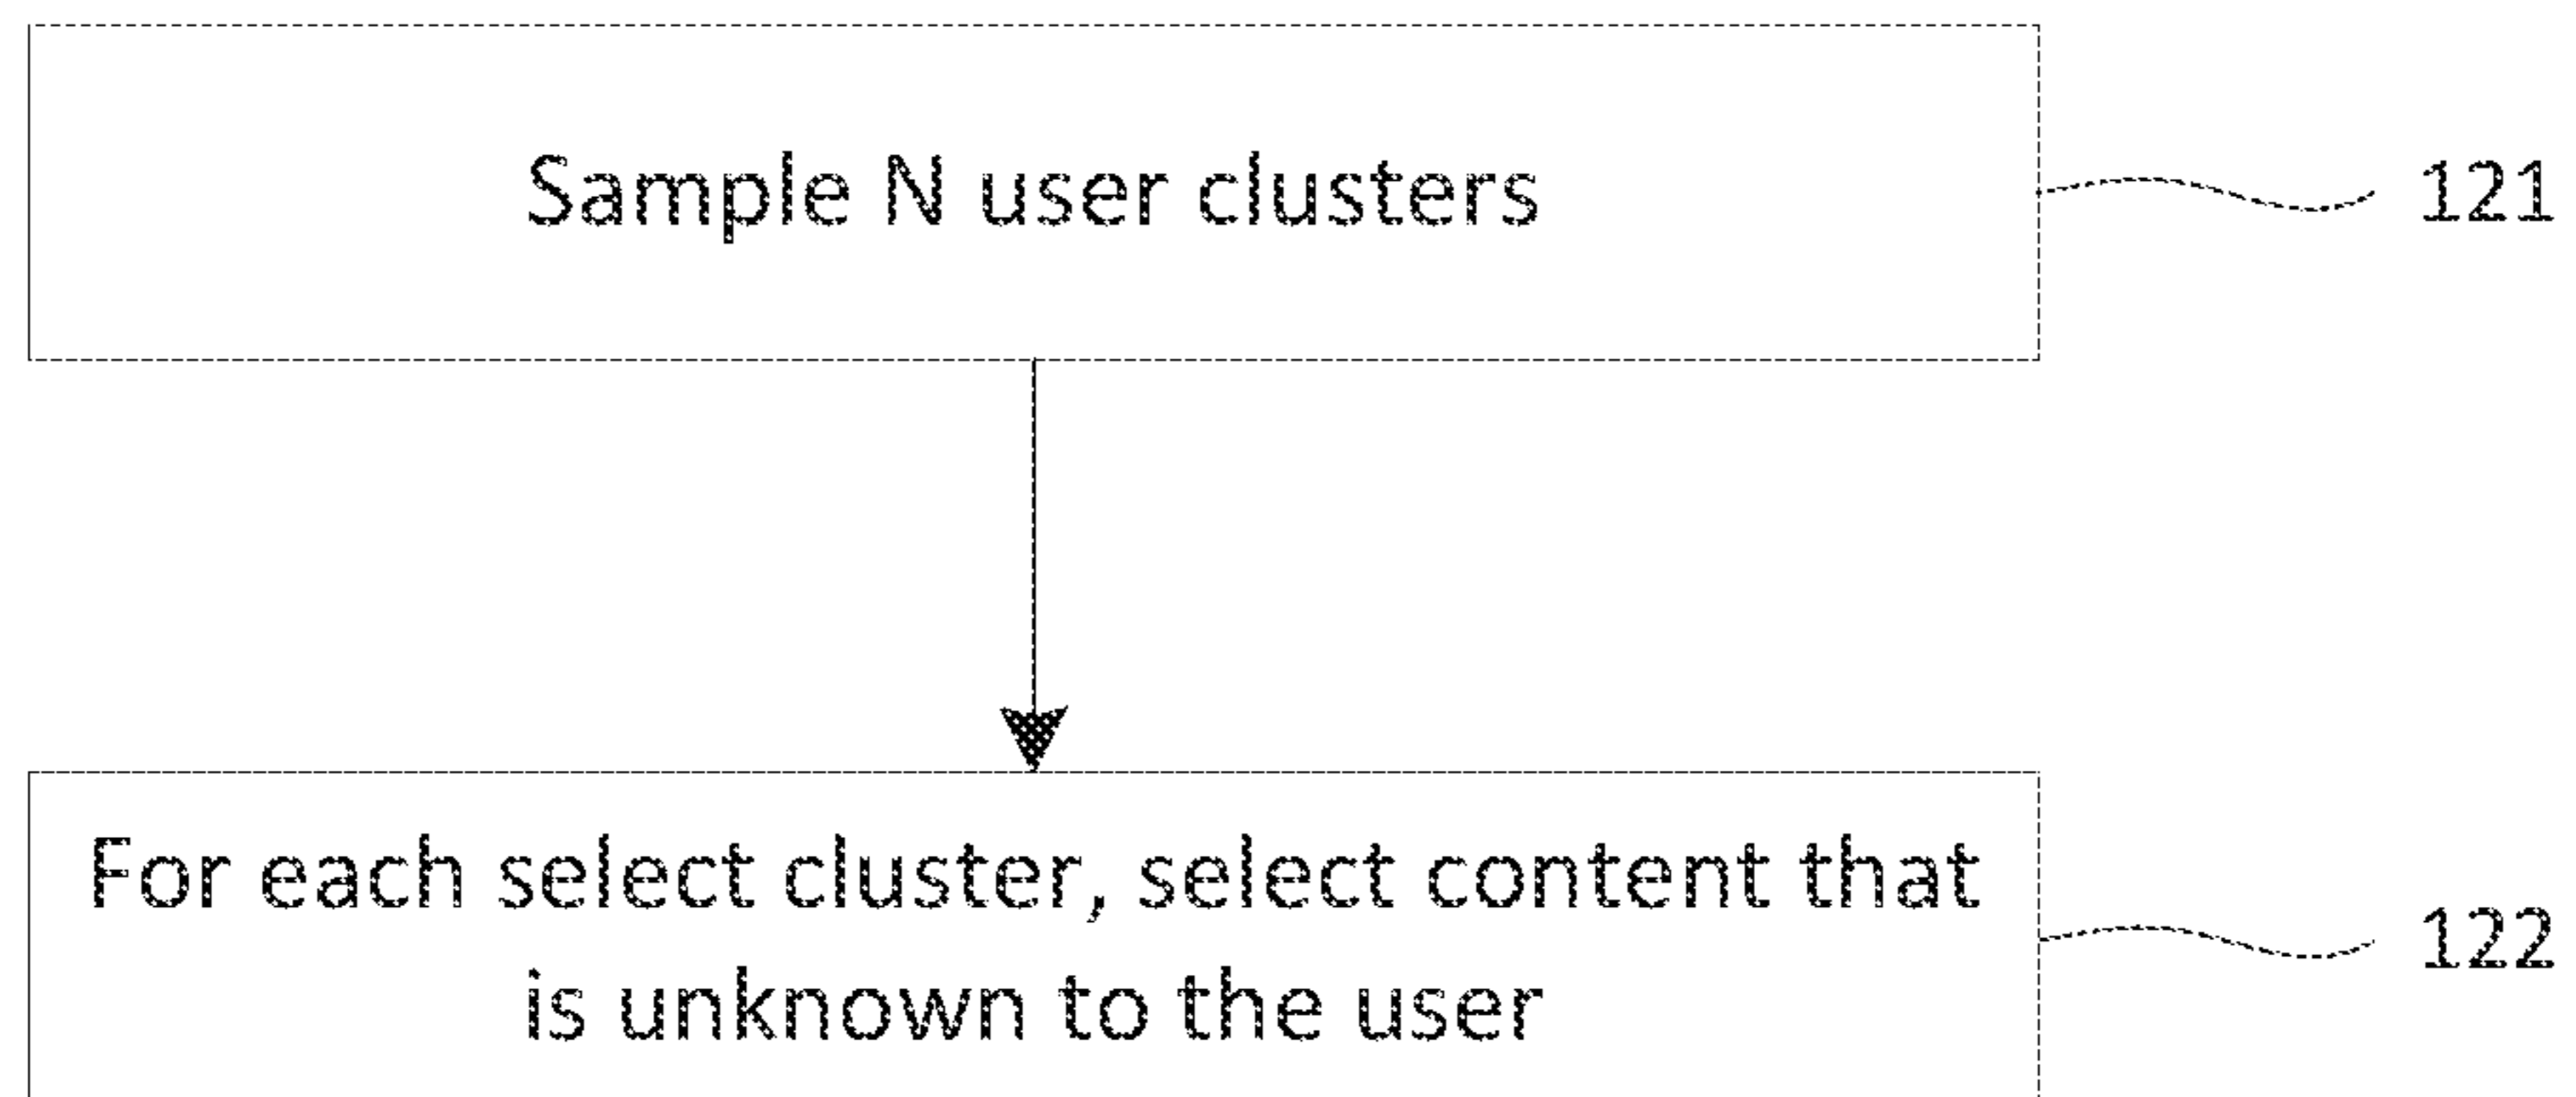 Sample N user clusters
121
For each select cluster, select content that
is unknown to the user
122